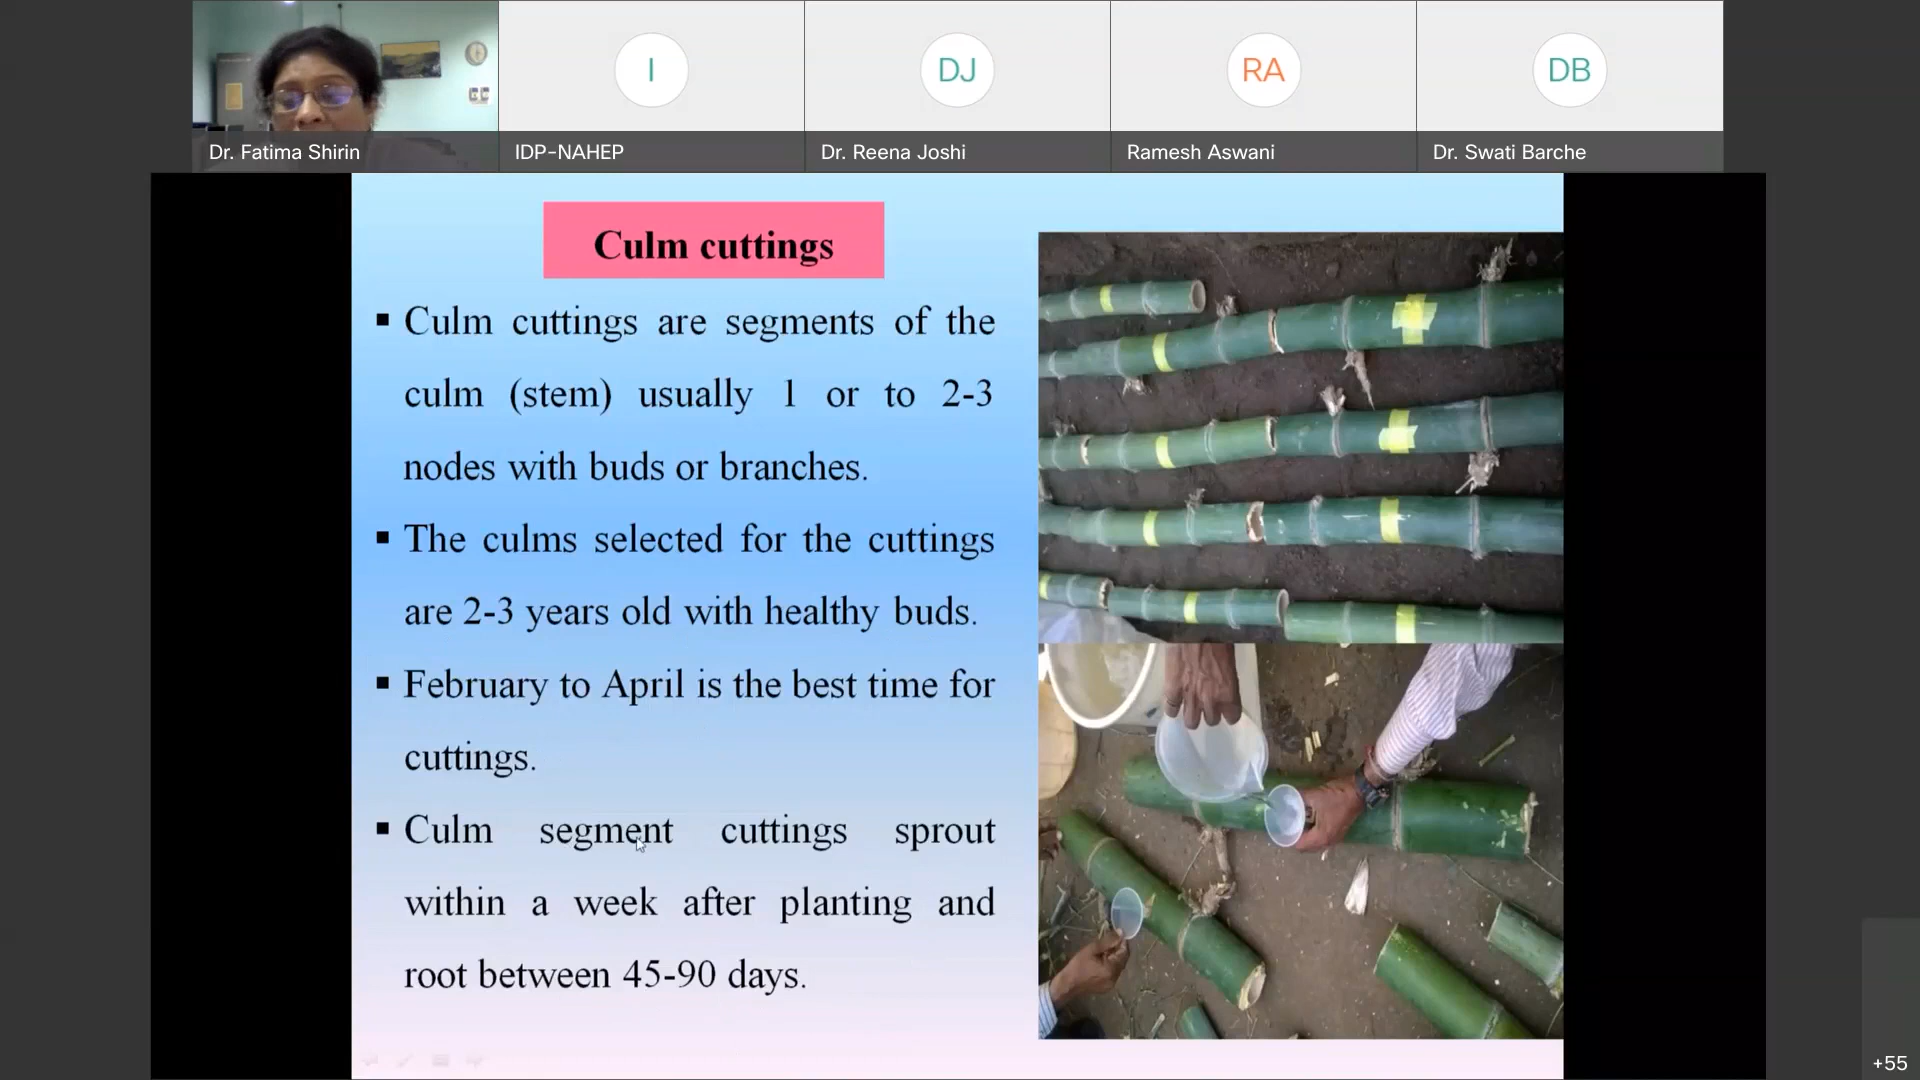 Dr. Fatima Shirin
I
IDP-NAHEP
DJ
Dr. Reena Joshi
RA
Ramesh Aswani
DB
Dr. Swati Barche
Culm cuttings
▪ Culm cuttings are segments of the
culm (stem) usually 1 or to 2-3
nodes with buds or branches.
▪ The culms selected for the cuttings
are 2-3 years old with healthy buds.
▪ February to April is the best time for
cuttings.
▪ Culm segment cuttings sprout
within a week after planting and
root between 45-90 days.
+55